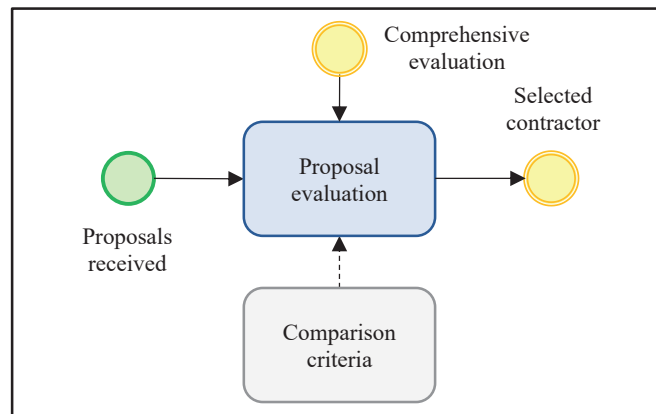 Comprehensive
evaluation
Selected
contractor
Proposal
evaluation
Proposals
received
Comparison
criteria